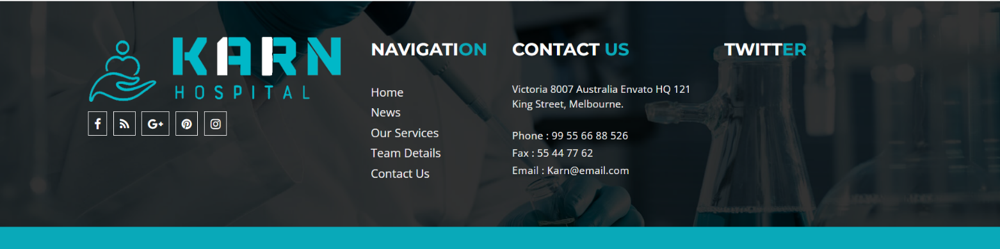 KARN
HOSPITAL
NAVIGATION
Home
News
Our Services
Team Details
Contact Us
CONTACT US
Victoria 8007 Australia Envato HQ 121
King Street, Melbourne.
Phone : 99 55 66 88 526
Fax : 55 44 77 62
Email : Karn@email.com
TWITTER